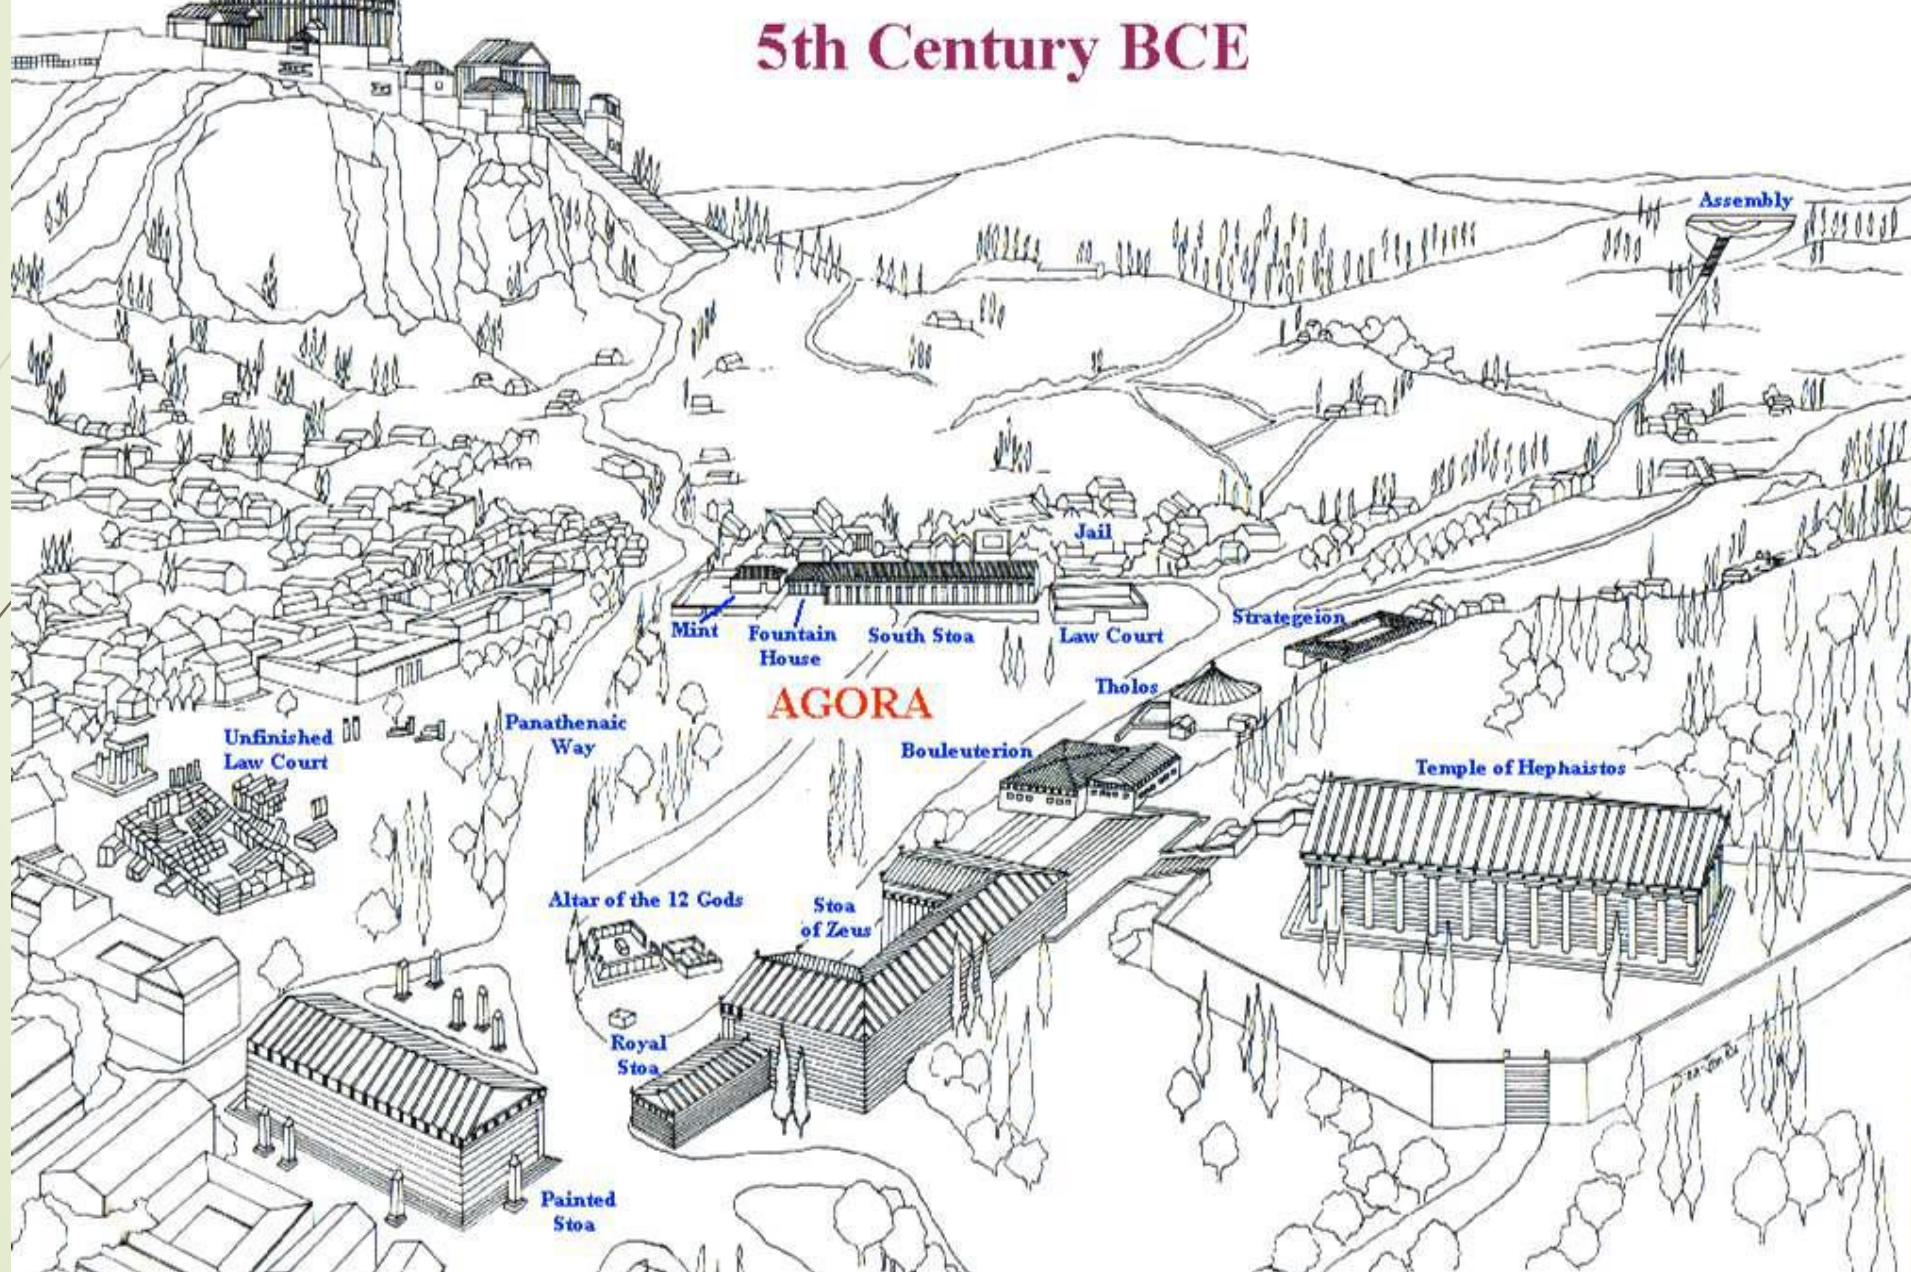 5th Century BCE
Assembly
Jail
Strategeion
Mint
Fountain
House
South Stoa
Law Court
Tholos
AGORA
Panathenaic
Way
Unfinished
Law Court
Bouleuterion
Temple of Hephaistos
Altar of the 12 Gods
Stoa
of Zeus
Royal
Stoa
Painted
Stoa